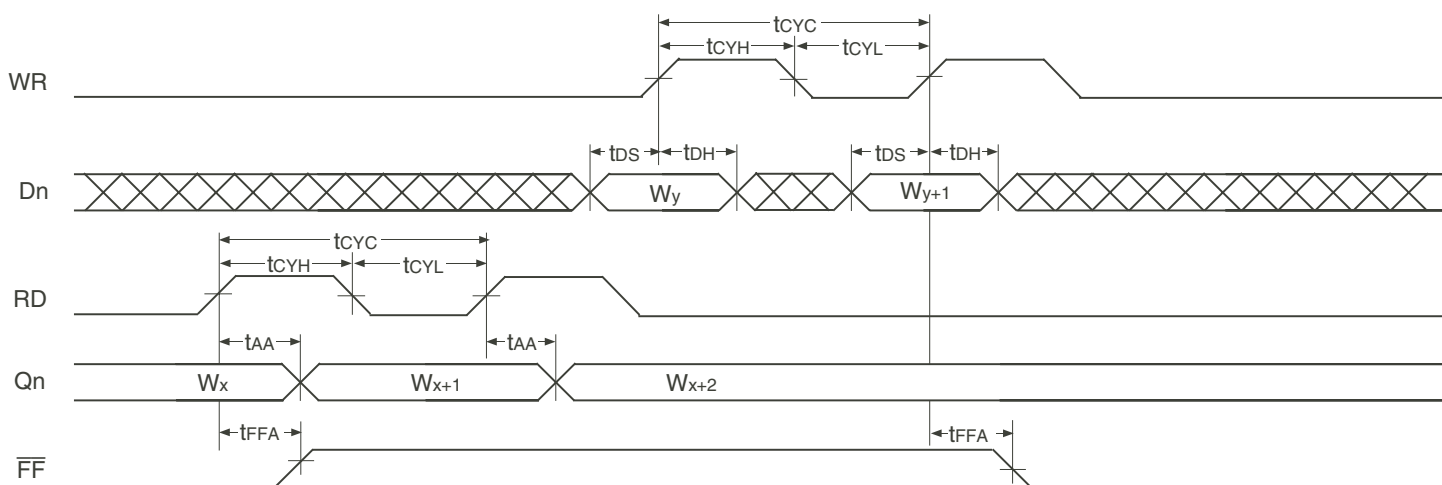 tCYC
tCYH tCYL
WR
tDS tDH tDS tDH
Dn Wy Wy+1
tCYC
tCYH tCYL
RD
tAA tAA
Qn Wx Wx+1 Wx+2
tFFA tFFA
F̅F̅